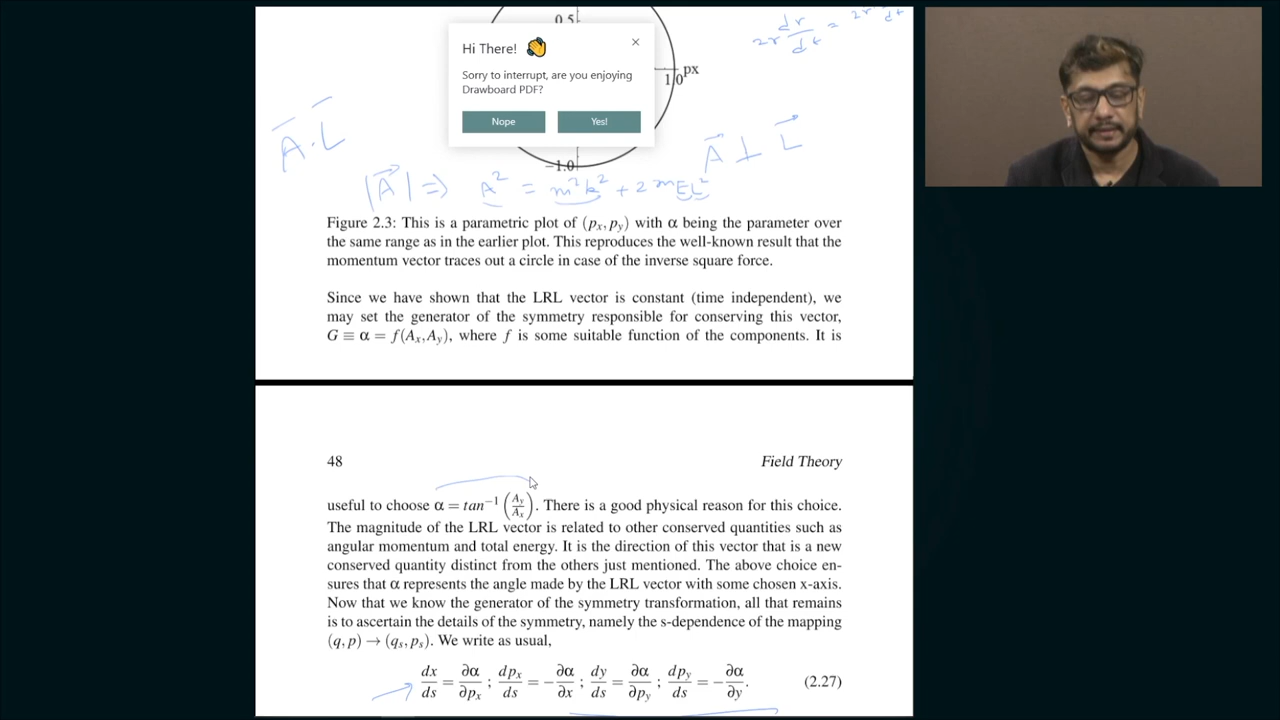 0 5
2r dr/dt = 2r dt
Hi There! 👋
×
Sorry to interrupt, are you enjoying
Drawboard PDF?
Nope Yes!
px
1 0
A⃗ · L⃗
A⃗ ⊥ L⃗
−1.0
|A⃗| ⇒ A² = m²k² + 2mEL²
Figure 2.3: This is a parametric plot of (px, py) with α being the parameter over
the same range as in the earlier plot. This reproduces the well-known result that the
momentum vector traces out a circle in case of the inverse square force.
Since we have shown that the LRL vector is constant (time independent), we
may set the generator of the symmetry responsible for conserving this vector,
G ≡ α = f(Ax, Ay), where f is some suitable function of the components. It is
48 Field Theory
useful to choose α = tan⁻¹ (Ay/Ax). There is a good physical reason for this choice.
The magnitude of the LRL vector is related to other conserved quantities such as
angular momentum and total energy. It is the direction of this vector that is a new
conserved quantity distinct from the others just mentioned. The above choice en-
sures that α represents the angle made by the LRL vector with some chosen x-axis.
Now that we know the generator of the symmetry transformation, all that remains
is to ascertain the details of the symmetry, namely the s-dependence of the mapping
(q, p) → (qs, ps). We write as usual,
dx/ds = ∂α/∂px ; dpx/ds = −∂α/∂x ; dy/ds = ∂α/∂py ; dpy/ds = −∂α/∂y. (2.27)